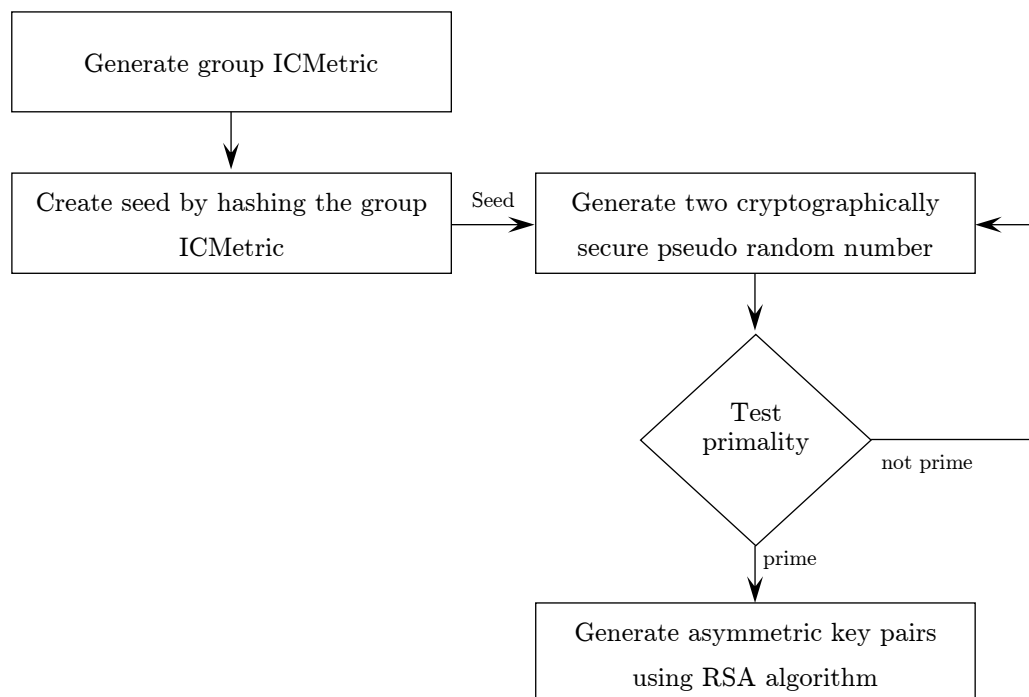 Generate group ICMetric
Create seed by hashing the group
ICMetric
Seed
Generate two cryptographically
secure pseudo random number
Test
primality
not prime
prime
Generate asymmetric key pairs
using RSA algorithm